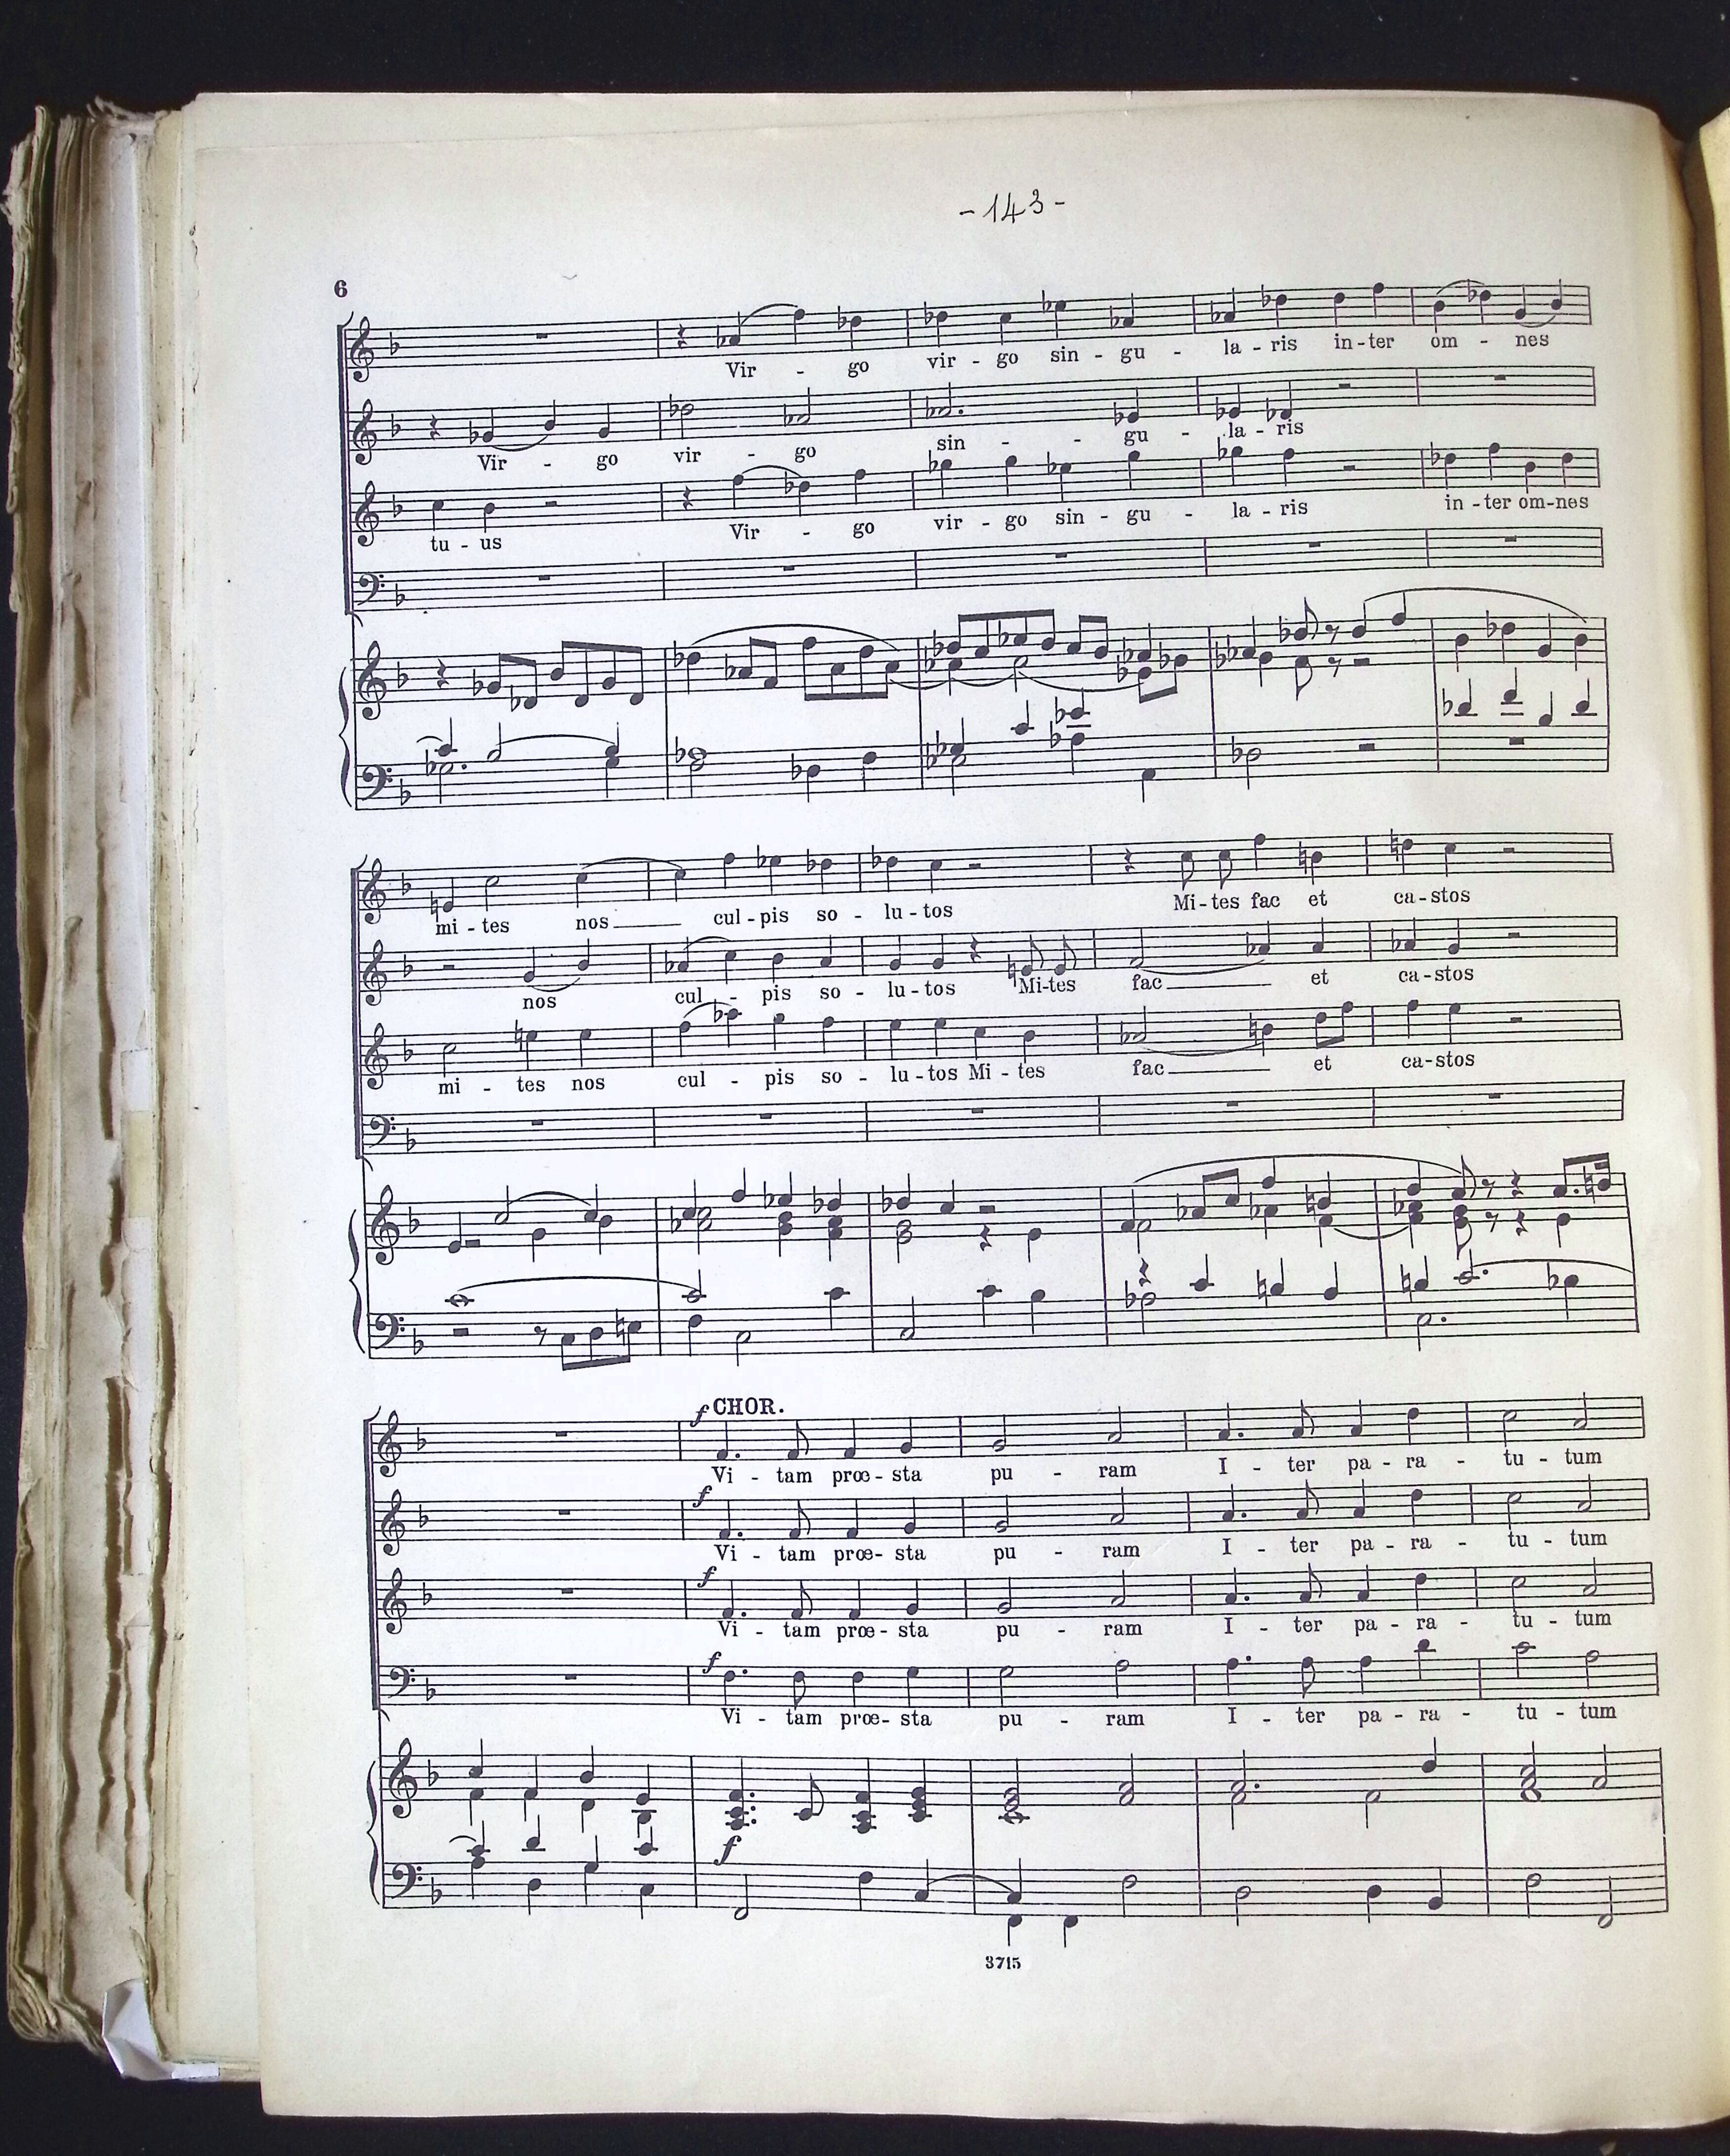 -143-
6
Vir - go vir - go sin - gu - la - ris in - ter om - nes
Vir - go vir - go sin - - gu - la - ris
tu - us Vir - go vir - go sin - gu - la - ris in - ter om - nes
mi - tes nos cul - pis so - lu - tos Mi - tes fac et ca - stos
nos cul - pis so - lu - tos Mi - tes fac et ca - stos
mi - tes nos cul - pis so - lu - tos Mi - tes fac et ca - stos
f CHOR.
Vi - tam prœ - sta pu - ram I - ter pa - ra - tu - tum
f
Vi - tam prœ - sta pu - ram I - ter pa - ra - tu - tum
f
Vi - tam prœ - sta pu - ram I - ter pa - ra - tu - tum
f
Vi - tam prœ - sta pu - ram I - ter pa - ra - tu - tum
f
3715